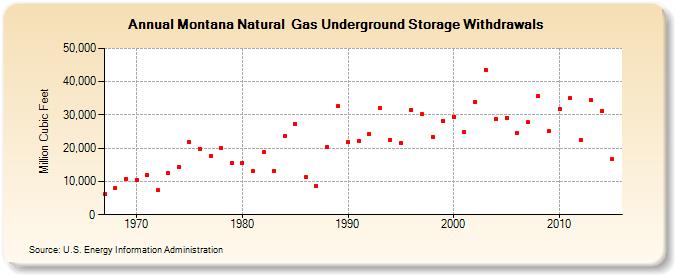 Annual Montana Natural  Gas Underground Storage Withdrawals
Million Cubic Feet
50,000
40,000
30,000
20,000
10,000
0
1970 1980 1990 2000 2010
Source: U.S. Energy Information Administration